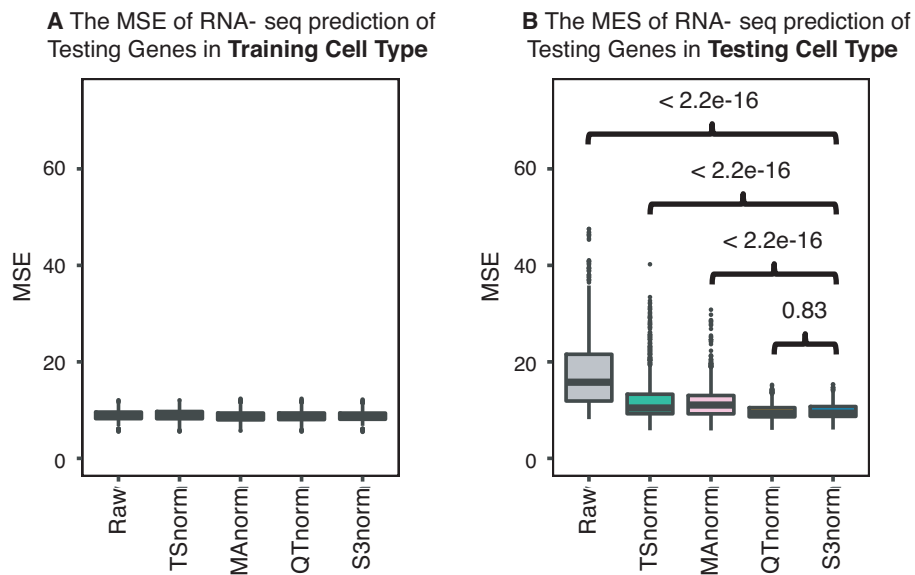 A The MSE of RNA- seq prediction of
Testing Genes in Training Cell Type
MSE
60
40
20
0
Raw
TSnorm
MAnorm
QTnorm
S3norm
B The MES of RNA- seq prediction of
Testing Genes in Testing Cell Type
MSE
60
40
20
0
< 2.2e-16
< 2.2e-16
< 2.2e-16
0.83
Raw
TSnorm
MAnorm
QTnorm
S3norm